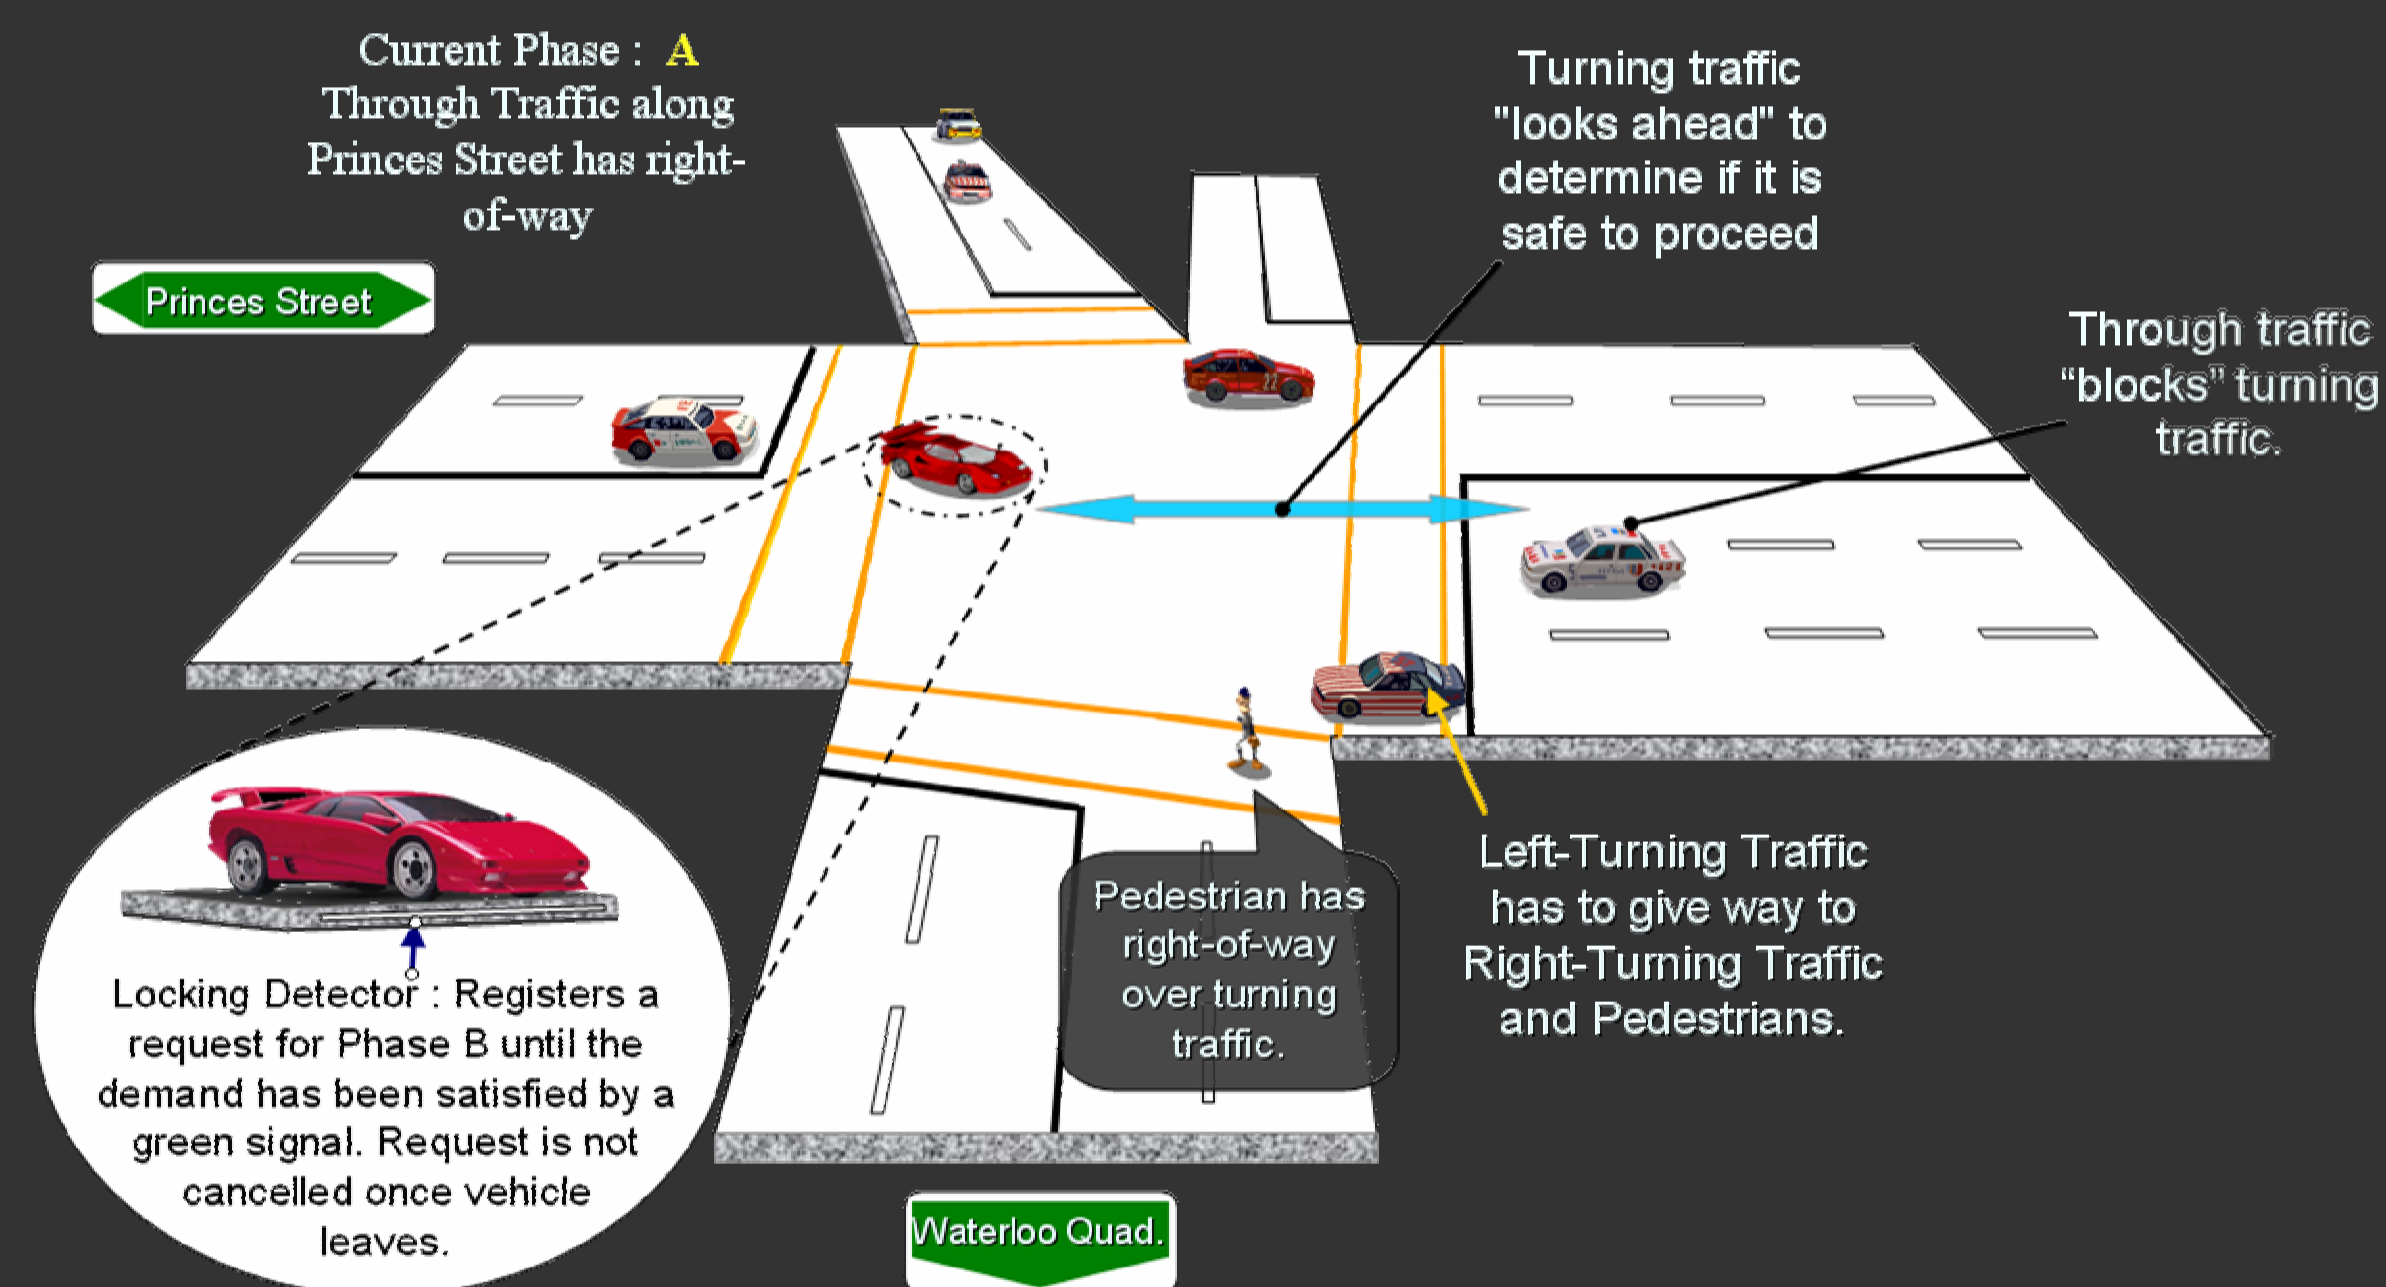 Current Phase : A
Through Traffic along
Princes Street has right-
of-way
Turning traffic
"looks ahead" to
determine if it is
safe to proceed
Princes Street
Through traffic
“blocks” turning
traffic.
22
5
Left-Turning Traffic
has to give way to
Right-Turning Traffic
and Pedestrians.
Pedestrian has
right-of-way
over turning
traffic.
Locking Detector : Registers a
request for Phase B until the
demand has been satisfied by a
green signal. Request is not
cancelled once vehicle
leaves.
Waterloo Quad.